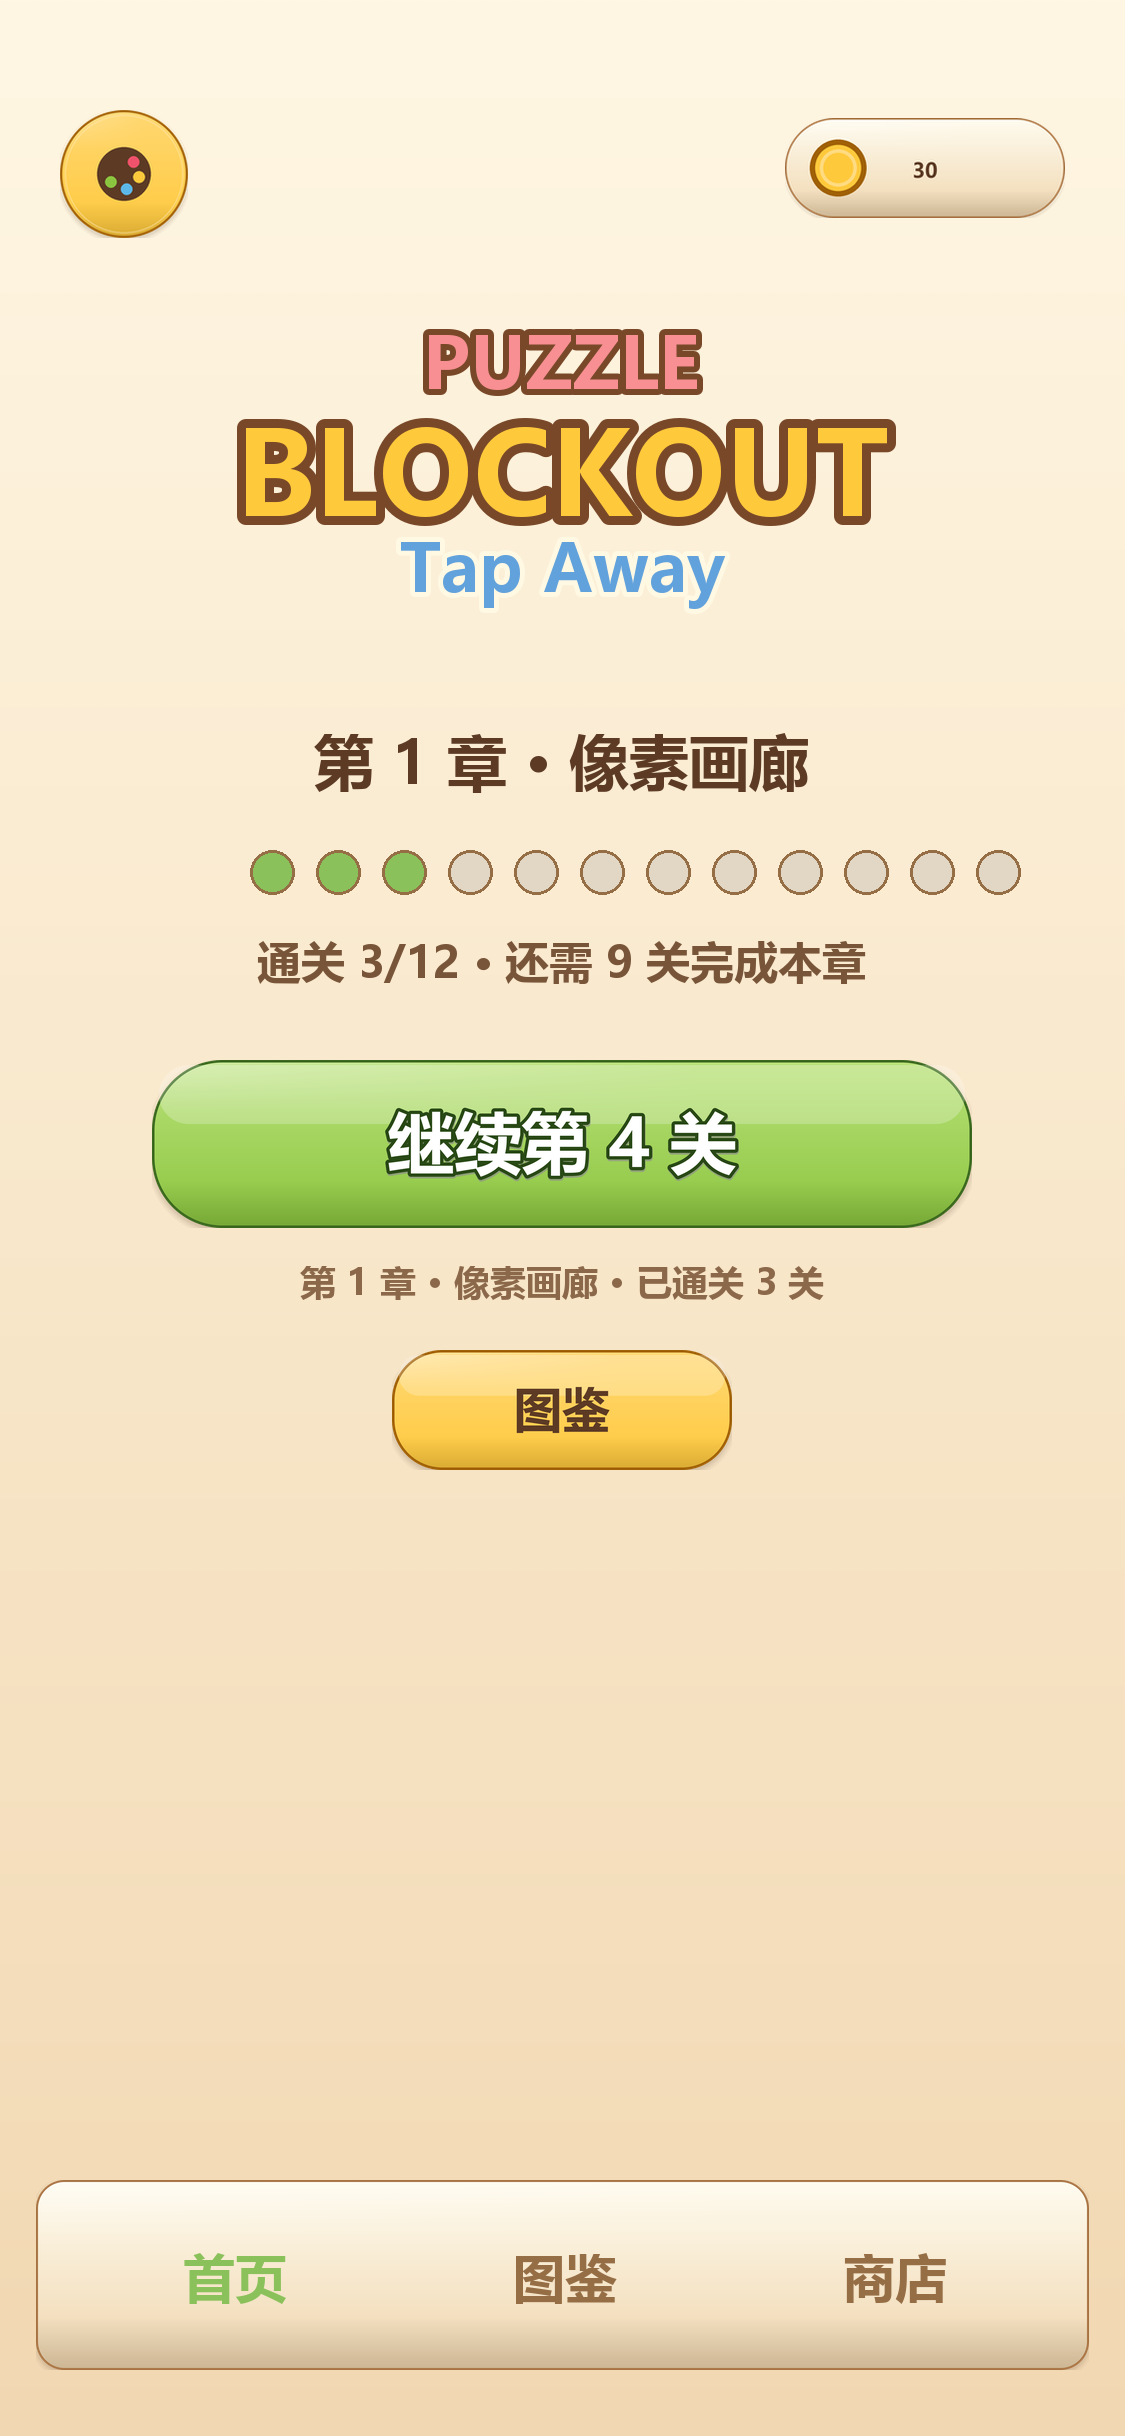 30
PUZZLE
BLOCKOUT
Tap Away
第 1 章 · 像素画廊
通关 3/12 · 还需 9 关完成本章
继续第 4 关
第 1 章 · 像素画廊 · 已通关 3 关
图鉴
首页 图鉴 商店